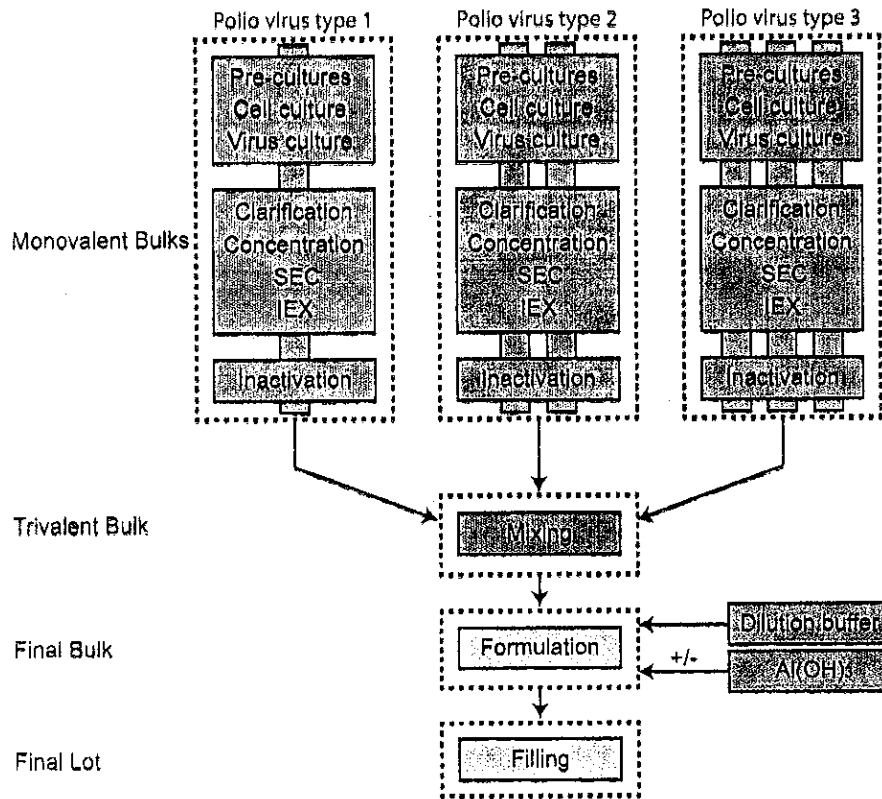 Polio virus type 1
Pre-cultures
Cell culture
Virus culture
Clarification
Concentration
SEC
IEX
Inactivation
Polio virus type 2
Pre-cultures
Cell culture
Virus culture
Clarification
Concentration
SEC
IEX
Inactivation
Polio virus type 3
Pre-cultures
Cell culture
Virus culture
Clarification
Concentration
SEC
IEX
Inactivation
Monovalent Bulks
Trivalent Bulk
Mixing
Final Bulk
Formulation
Dilution buffer
+/-
Al(OH)3
Final Lot
Filling